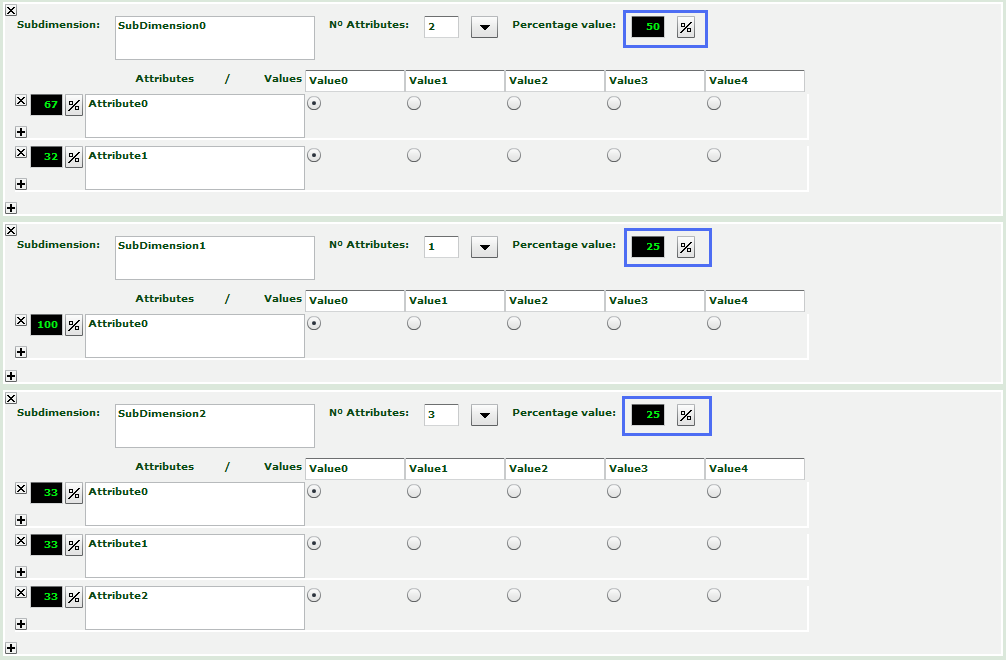 Subdimension: SubDimension0 Nº Attributes: 2 Percentage value: 50 %
Attributes / Values Value0 Value1 Value2 Value3 Value4
67 % Attribute0
32 % Attribute1
Subdimension: SubDimension1 Nº Attributes: 1 Percentage value: 25 %
Attributes / Values Value0 Value1 Value2 Value3 Value4
100 % Attribute0
Subdimension: SubDimension2 Nº Attributes: 3 Percentage value: 25 %
Attributes / Values Value0 Value1 Value2 Value3 Value4
33 % Attribute0
33 % Attribute1
33 % Attribute2